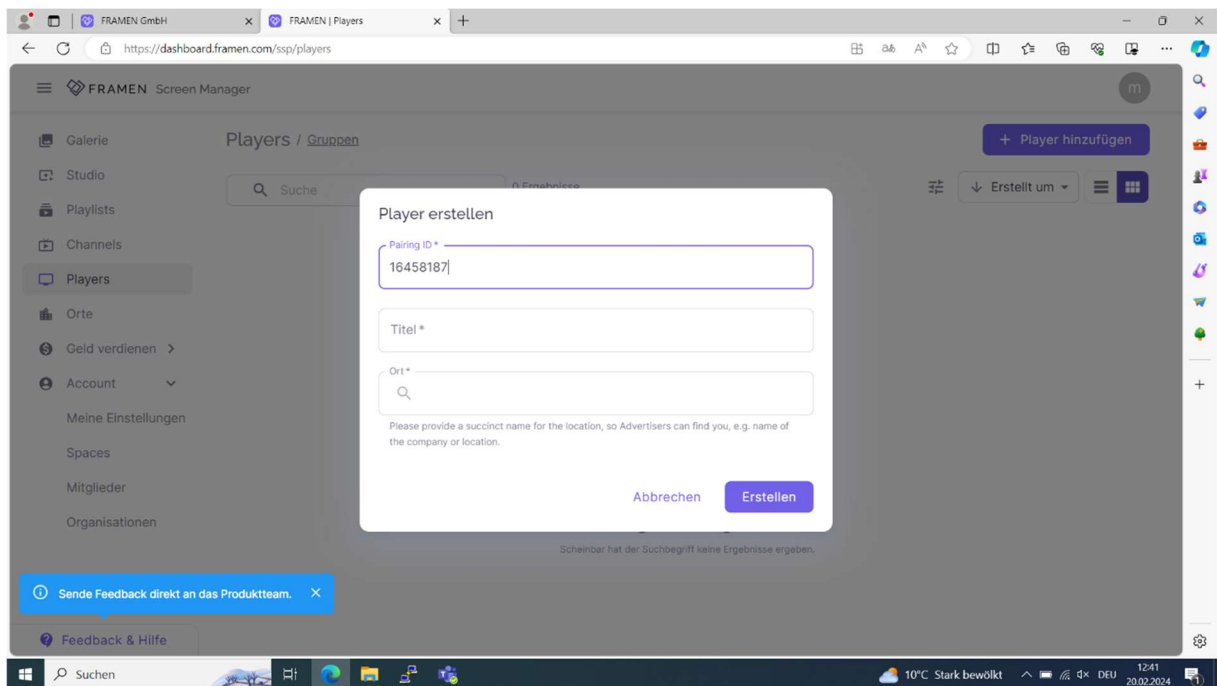 FRAMEN GmbH
FRAMEN | Players
https://dashboard.framen.com/ssp/players
FRAMEN Screen Manager
m
Galerie
Players / Gruppen
+ Player hinzufügen
Studio
Suche
0 Ergebnisse
Erstellt um
Playlists
Channels
Players
Orte
Geld verdienen
Account
Meine Einstellungen
Spaces
Mitglieder
Organisationen
Player erstellen
Pairing ID *
16458187
Titel *
Ort *
Please provide a succinct name for the location, so Advertisers can find you, e.g. name of
the company or location.
Abbrechen
Erstellen
Scheinbar hat der Suchbegriff keine Ergebnisse ergeben.
Sende Feedback direkt an das Produktteam.
Feedback & Hilfe
Suchen
10°C Stark bewölkt
DEU
12:41
20.02.2024